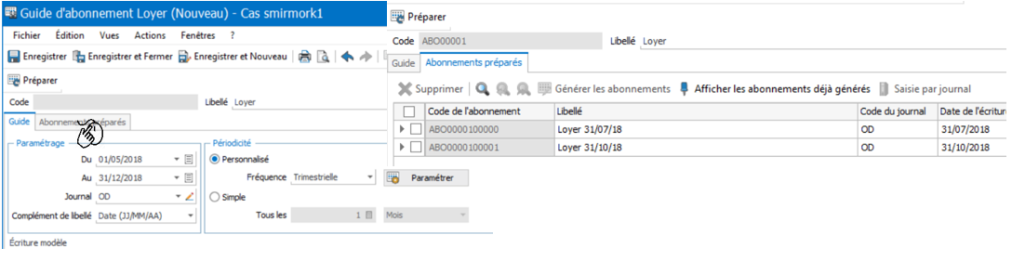 Guide d'abonnement Loyer (Nouveau) - Cas smirmork1
Fichier Édition Vues Actions Fenêtres ?
Enregistrer Enregistrer et Fermer Enregistrer et Nouveau
Préparer
Code Libellé Loyer
Guide Abonnements préparés
Paramétrage
Du 01/05/2018
Au 31/12/2018
Journal OD
Complément de libellé Date (JJ/MM/AA)
Périodicité
Personnalisé
Fréquence Trimestrielle
Paramétrer
Simple
Tous les 1 Mois
Écriture modèle
Préparer
Code ABO00001 Libellé Loyer
Guide Abonnements préparés
Supprimer Générer les abonnements Afficher les abonnements déjà générés Saisie par journal
Code de l'abonnement Libellé Code du journal Date de l'écritur
ABO0000100000 Loyer 31/07/18 OD 31/07/2018
ABO0000100001 Loyer 31/10/18 OD 31/10/2018